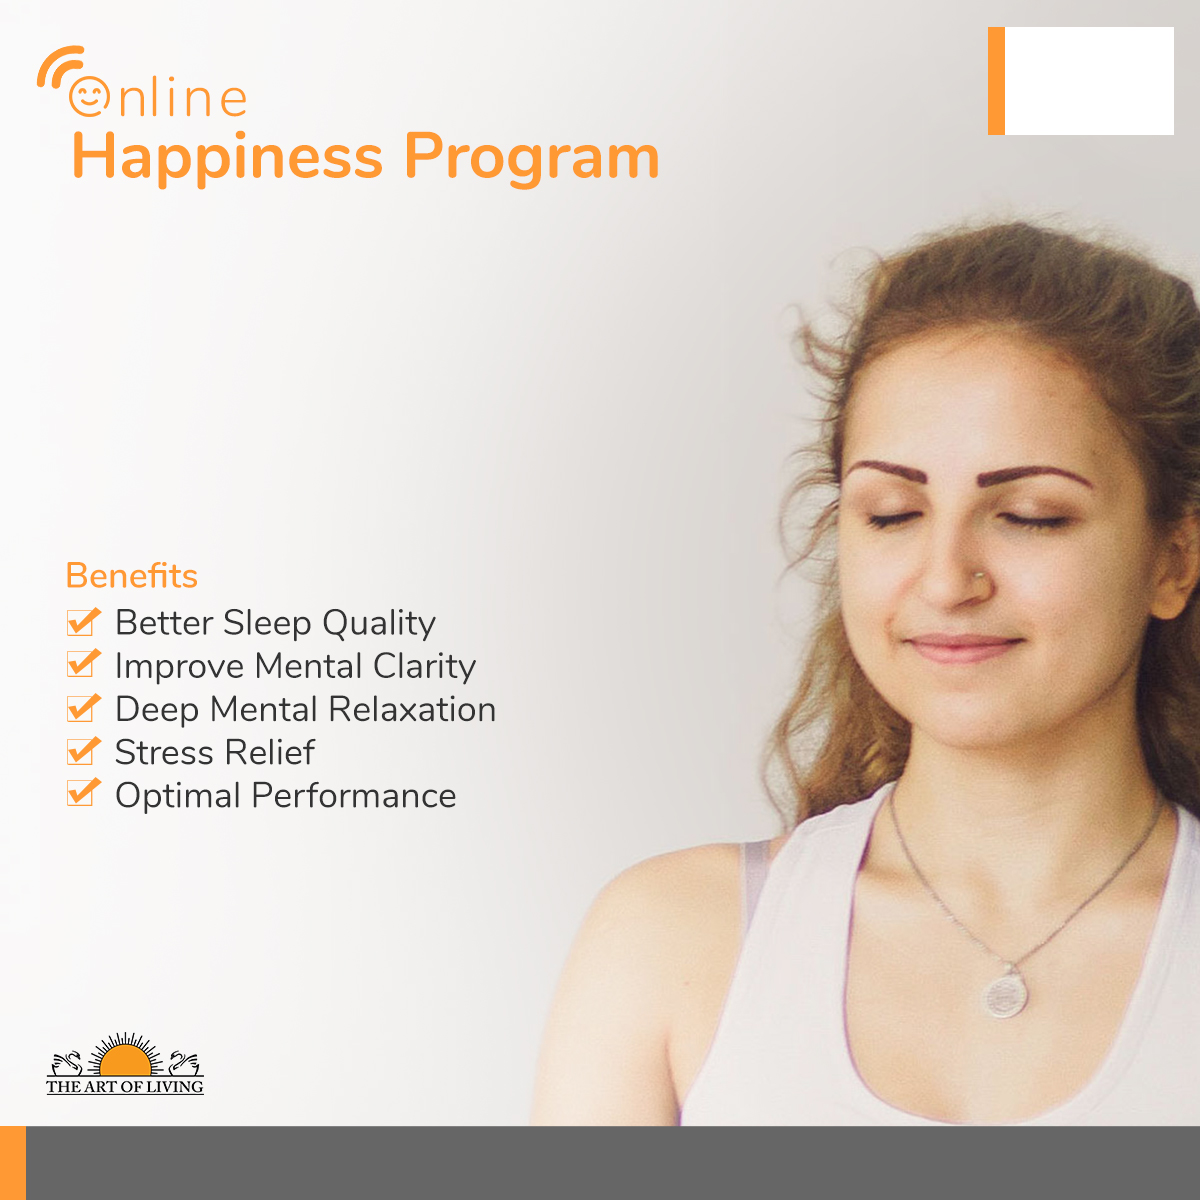 Online
Happiness Program
Benefits
Better Sleep Quality
Improve Mental Clarity
Deep Mental Relaxation
Stress Relief
Optimal Performance
THE ART OF LIVING